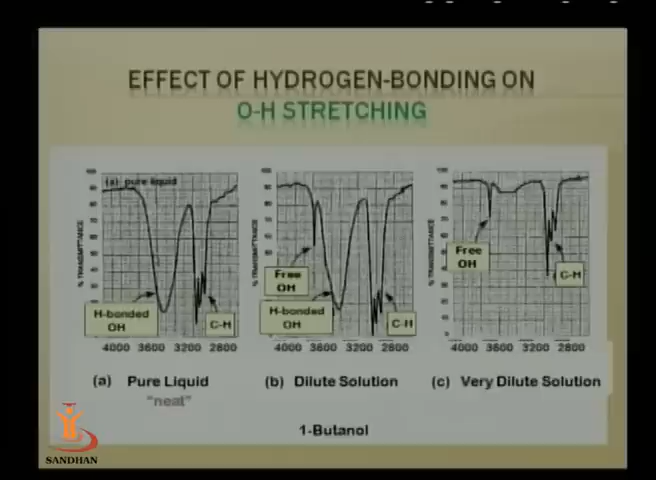 EFFECT OF HYDROGEN-BONDING ON
O-H STRETCHING
(a) pure liquid
% TRANSMITTANCE
% TRANSMITTANCE
% TRANSMITTANCE
Free
OH
Free
OH
H-bonded
OH
H-bonded
OH
C-H
C-H
C-H
4000 3600 3200 2800
4000 3600 3200 2800
4000 3600 3200 2800
(a) Pure Liquid
"neat"
(b) Dilute Solution
(c) Very Dilute Solution
1-Butanol
SANDHAN